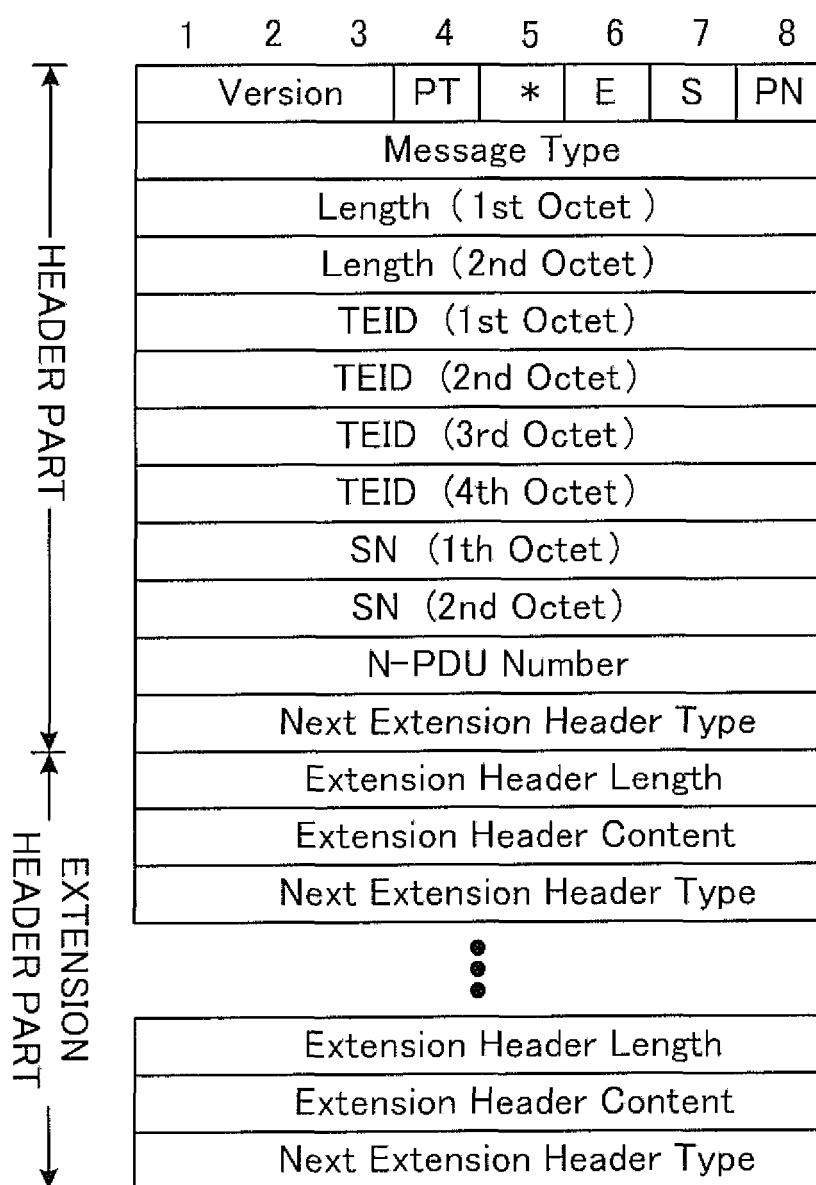 1 2 3 4 5 6 7 8
Version PT * E S PN
Message Type
Length (1st Octet)
Length (2nd Octet)
TEID (1st Octet)
TEID (2nd Octet)
TEID (3rd Octet)
TEID (4th Octet)
SN (1th Octet)
SN (2nd Octet)
N-PDU Number
Next Extension Header Type
HEADER PART
Extension Header Length
Extension Header Content
Next Extension Header Type
Extension Header Length
Extension Header Content
Next Extension Header Type
EXTENSION
HEADER PART